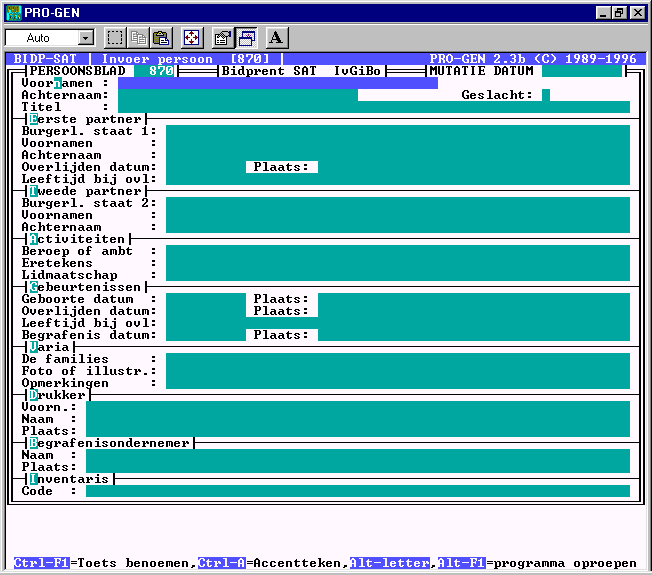 PRO-GEN
Auto
A
BIDP-SAT | Invoer persoon [870] | PRO-GEN 2.3b (C) 1989-1996
PERSOONSBLAD 870 Bidprent SAT IvGiBo MUTATIE DATUM
Voornamen :
Achternaam: Geslacht:
Titel :
Eerste partner
Burgerl. staat 1:
Voornamen :
Achternaam :
Overlijden datum: Plaats:
Leeftijd bij ovl:
Tweede partner
Burgerl. staat 2:
Voornamen :
Achternaam :
Activiteiten
Beroep of ambt :
Eretekens :
Lidmaatschap :
Gebeurtenissen
Geboorte datum : Plaats:
Overlijden datum: Plaats:
Leeftijd bij ovl:
Begrafenis datum: Plaats:
Varia
De families :
Foto of illustr.:
Opmerkingen :
Drukker
Voorn.:
Naam :
Plaats:
Begrafenisondernemer
Naam :
Plaats:
Inventaris
Code :
Ctrl-F1=Toets benoemen,Ctrl-A=Accentteken,Alt-letter,Alt-F1=programma oproepen